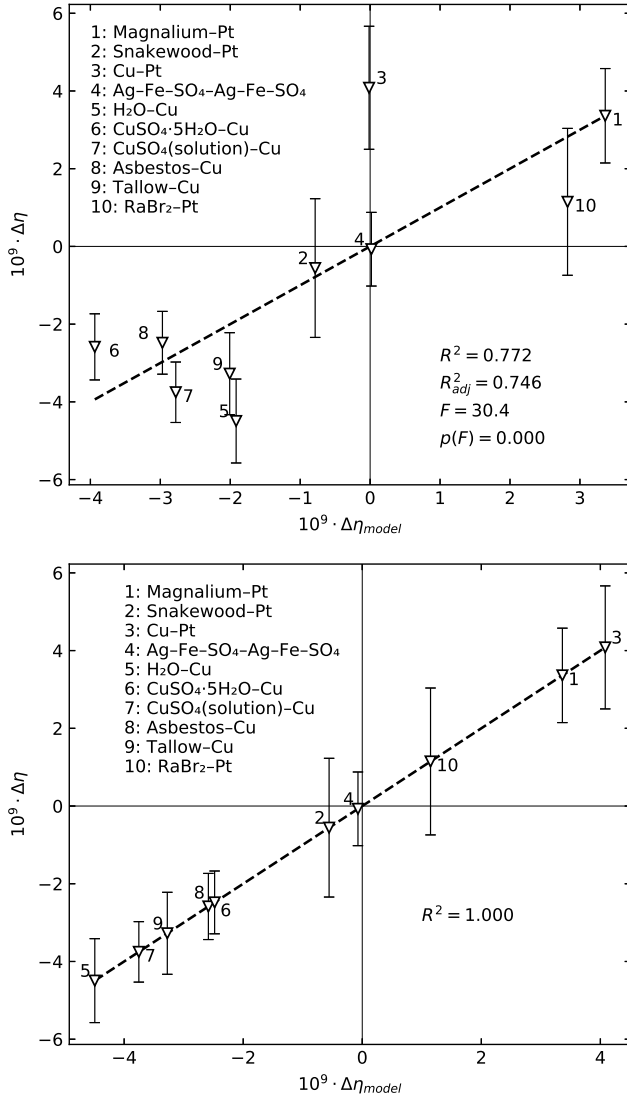 6
4
2
0
−2
−4
−6
10⁹ · Δη
1: Magnalium–Pt
2: Snakewood–Pt
3: Cu–Pt
4: Ag–Fe–SO₄–Ag–Fe–SO₄
5: H₂O–Cu
6: CuSO₄·5H₂O–Cu
7: CuSO₄(solution)–Cu
8: Asbestos–Cu
9: Tallow–Cu
10: RaBr₂–Pt
3
1
10
4
2
8
6
9
7
5
R² = 0.772
R²adj = 0.746
F = 30.4
p(F) = 0.000
−4 −3 −2 −1 0 1 2 3
10⁹ · Δηmodel
6
4
2
0
−2
−4
−6
10⁹ · Δη
1: Magnalium–Pt
2: Snakewood–Pt
3: Cu–Pt
4: Ag–Fe–SO₄–Ag–Fe–SO₄
5: H₂O–Cu
6: CuSO₄·5H₂O–Cu
7: CuSO₄(solution)–Cu
8: Asbestos–Cu
9: Tallow–Cu
10: RaBr₂–Pt
3
1
10
4
2
8
6
9
7
5
R² = 1.000
−4 −2 0 2 4
10⁹ · Δηmodel